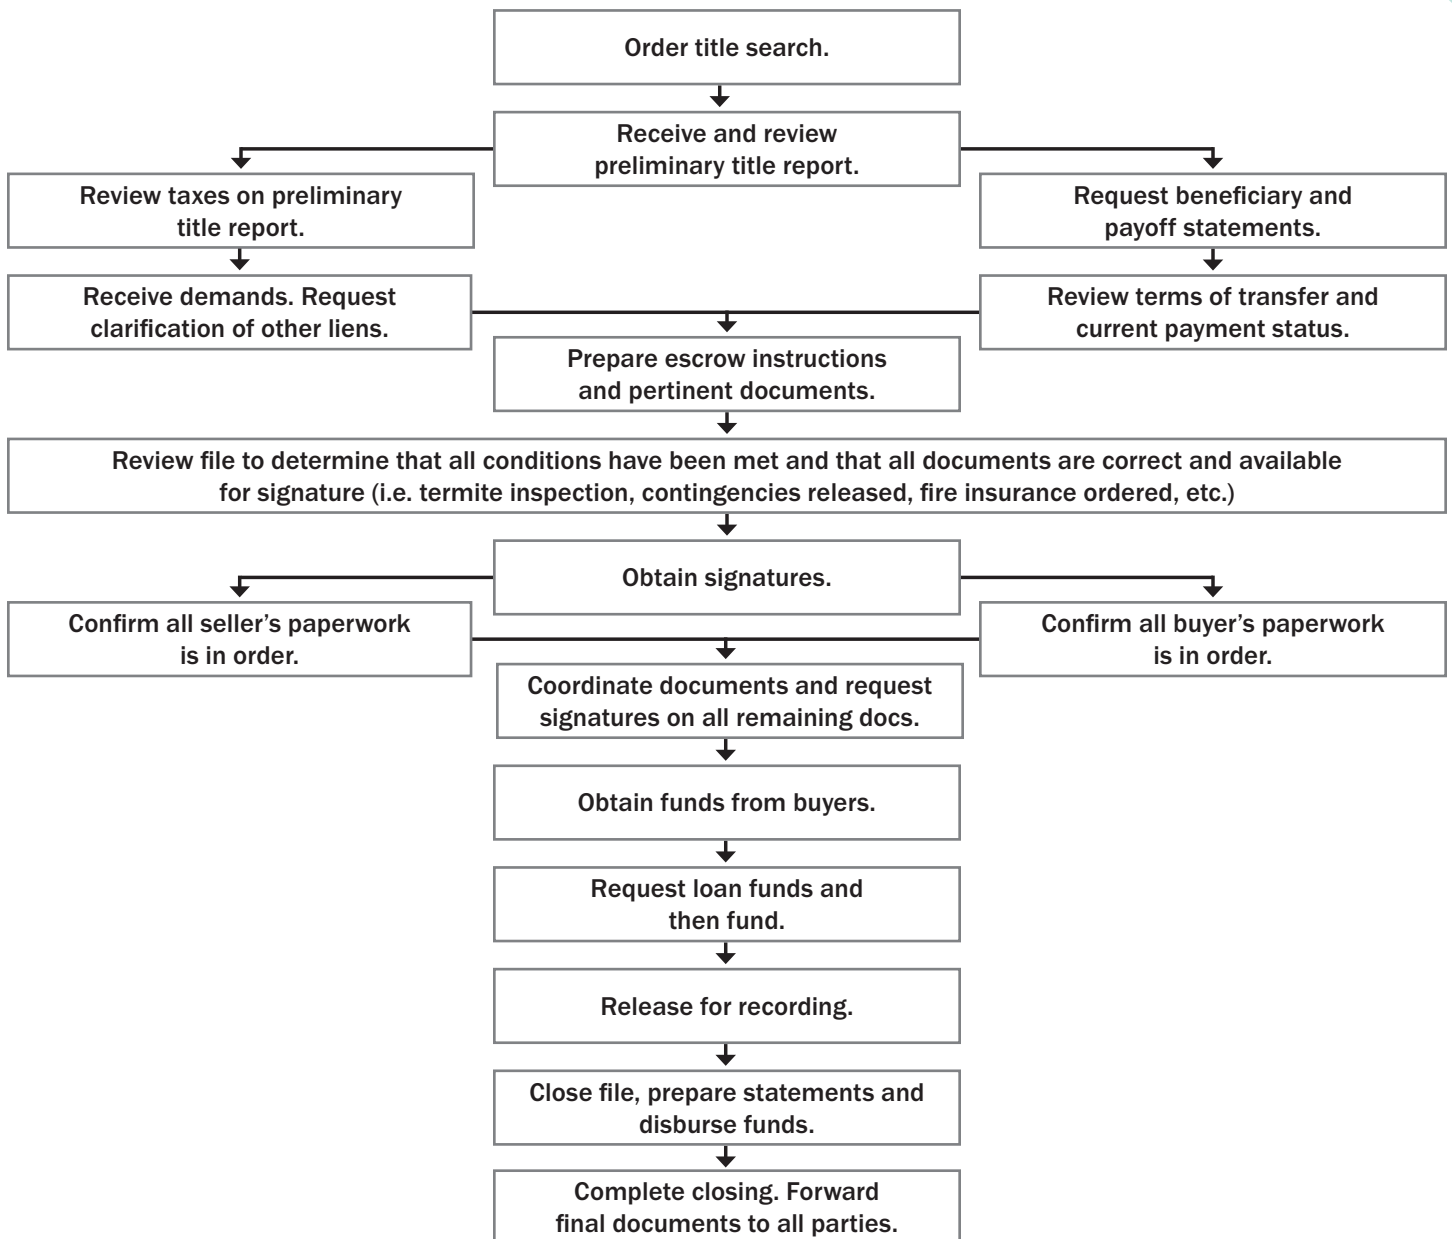 Order title search.
Receive and review
preliminary title report.
Review taxes on preliminary
title report.
Request beneficiary and
payoff statements.
Receive demands. Request
clarification of other liens.
Review terms of transfer and
current payment status.
Prepare escrow instructions
and pertinent documents.
Review file to determine that all conditions have been met and that all documents are correct and available
for signature (i.e. termite inspection, contingencies released, fire insurance ordered, etc.)
Obtain signatures.
Confirm all seller's paperwork
is in order.
Confirm all buyer's paperwork
is in order.
Coordinate documents and request
signatures on all remaining docs.
Obtain funds from buyers.
Request loan funds and
then fund.
Release for recording.
Close file, prepare statements and
disburse funds.
Complete closing. Forward
final documents to all parties.